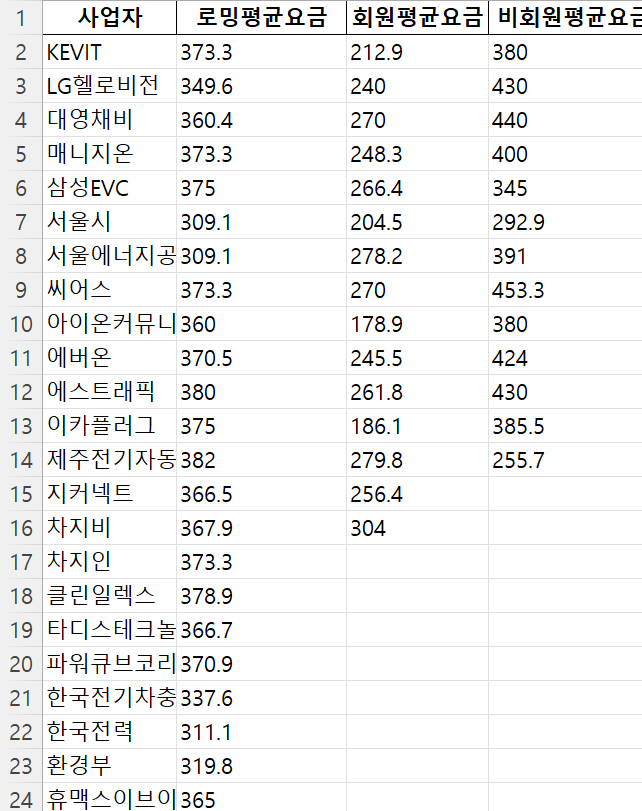 1 사업자 로밍평균요금 회원평균요금 비회원평균요금
2 KEVIT 373.3 212.9 380
3 LG헬로비전 349.6 240 430
4 대영채비 360.4 270 440
5 매니지온 373.3 248.3 400
6 삼성EVC 375 266.4 345
7 서울시 309.1 204.5 292.9
8 서울에너지공 309.1 278.2 391
9 씨어스 373.3 270 453.3
10 아이온커뮤니 360 178.9 380
11 에버온 370.5 245.5 424
12 에스트래픽 380 261.8 430
13 이카플러그 375 186.1 385.5
14 제주전기자동 382 279.8 255.7
15 지커넥트 366.5 256.4
16 차지비 367.9 304
17 차지인 373.3
18 클린일렉스 378.9
19 타디스테크놀 366.7
20 파워큐브코리 370.9
21 한국전기차충 337.6
22 한국전력 311.1
23 환경부 319.8
24 휴맥스이브이 365